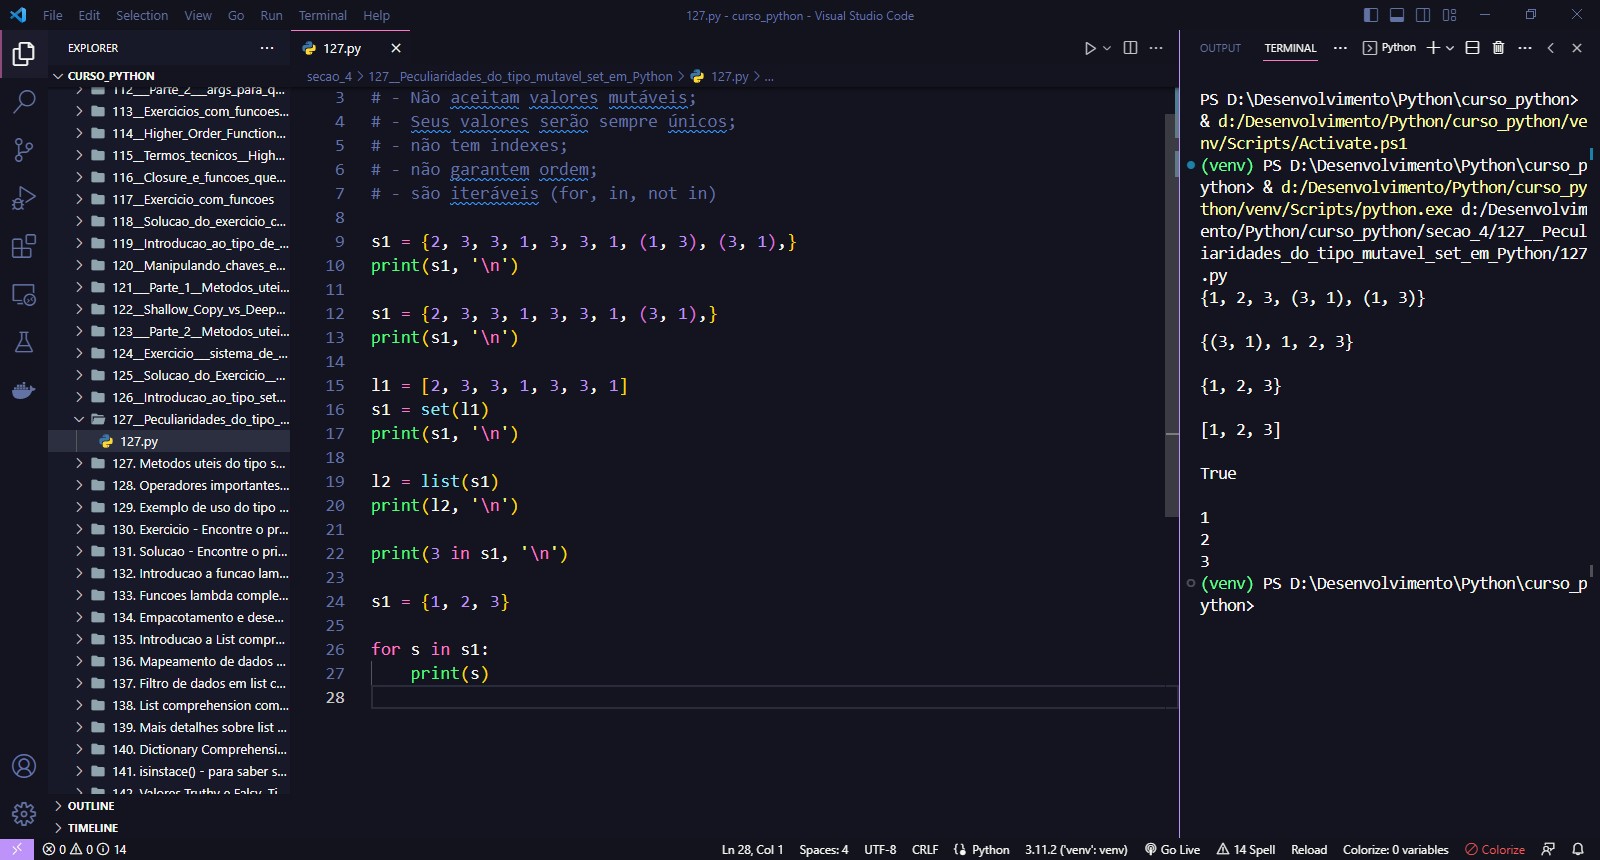 File Edit Selection View Go Run Terminal Help
127.py - curso_python - Visual Studio Code
EXPLORER
CURSO_PYTHON
112__Parte_2__args_para_q...
113__Exercicios_com_funcoes...
114__Higher_Order_Function...
115__Termos_tecnicos__High...
116__Closure_e_funcoes_que...
117__Exercicio_com_funcoes
118__Solucao_do_exercicio_c...
119__Introducao_ao_tipo_de_...
120__Manipulando_chaves_e...
121__Parte_1__Metodos_utei...
122__Shallow_Copy_vs_Deep...
123__Parte_2__Metodos_utei...
124__Exercicio___sistema_de_...
125__Solucao_do_Exercicio__...
126__Introducao_ao_tipo_set...
127__Peculiaridades_do_tipo_...
127.py
127. Metodos uteis do tipo s...
128. Operadores importantes...
129. Exemplo de uso do tipo ...
130. Exercicio - Encontre o pr...
131. Solucao - Encontre o pri...
132. Introducao a funcao lam...
133. Funcoes lambda comple...
134. Empacotamento e dese...
135. Introducao a List compr...
136. Mapeamento de dados ...
137. Filtro de dados em list c...
138. List comprehension com...
139. Mais detalhes sobre list ...
140. Dictionary Comprehensi...
141. isinstace() - para saber s...
142. Valores Truthy e Falsy, Ti...
OUTLINE
TIMELINE
127.py
secao_4 > 127__Peculiaridades_do_tipo_mutavel_set_em_Python > 127.py > ...
3 # - Não aceitam valores mutáveis;
4 # - Seus valores serão sempre únicos;
5 # - não tem indexes;
6 # - não garantem ordem;
7 # - são iteráveis (for, in, not in)
8
9 s1 = {2, 3, 3, 1, 3, 3, 1, (1, 3), (3, 1),}
10 print(s1, '\n')
11
12 s1 = {2, 3, 3, 1, 3, 3, 1, (3, 1),}
13 print(s1, '\n')
14
15 l1 = [2, 3, 3, 1, 3, 3, 1]
16 s1 = set(l1)
17 print(s1, '\n')
18
19 l2 = list(s1)
20 print(l2, '\n')
21
22 print(3 in s1, '\n')
23
24 s1 = {1, 2, 3}
25
26 for s in s1:
27 print(s)
28
OUTPUT TERMINAL Python
PS D:\Desenvolvimento\Python\curso_python>
& d:/Desenvolvimento/Python/curso_python/ve
nv/Scripts/Activate.ps1
(venv) PS D:\Desenvolvimento\Python\curso_p
ython> & d:/Desenvolvimento/Python/curso_py
thon/venv/Scripts/python.exe d:/Desenvolvim
ento/Python/curso_python/secao_4/127__Pecul
iaridades_do_tipo_mutavel_set_em_Python/127
.py
{1, 2, 3, (3, 1), (1, 3)}
{(3, 1), 1, 2, 3}
{1, 2, 3}
[1, 2, 3]
True
1
2
3
(venv) PS D:\Desenvolvimento\Python\curso_p
ython>
0 0 14
Ln 28, Col 1 Spaces: 4 UTF-8 CRLF Python 3.11.2 ('venv': venv) Go Live 14 Spell Reload Colorize: 0 variables Colorize